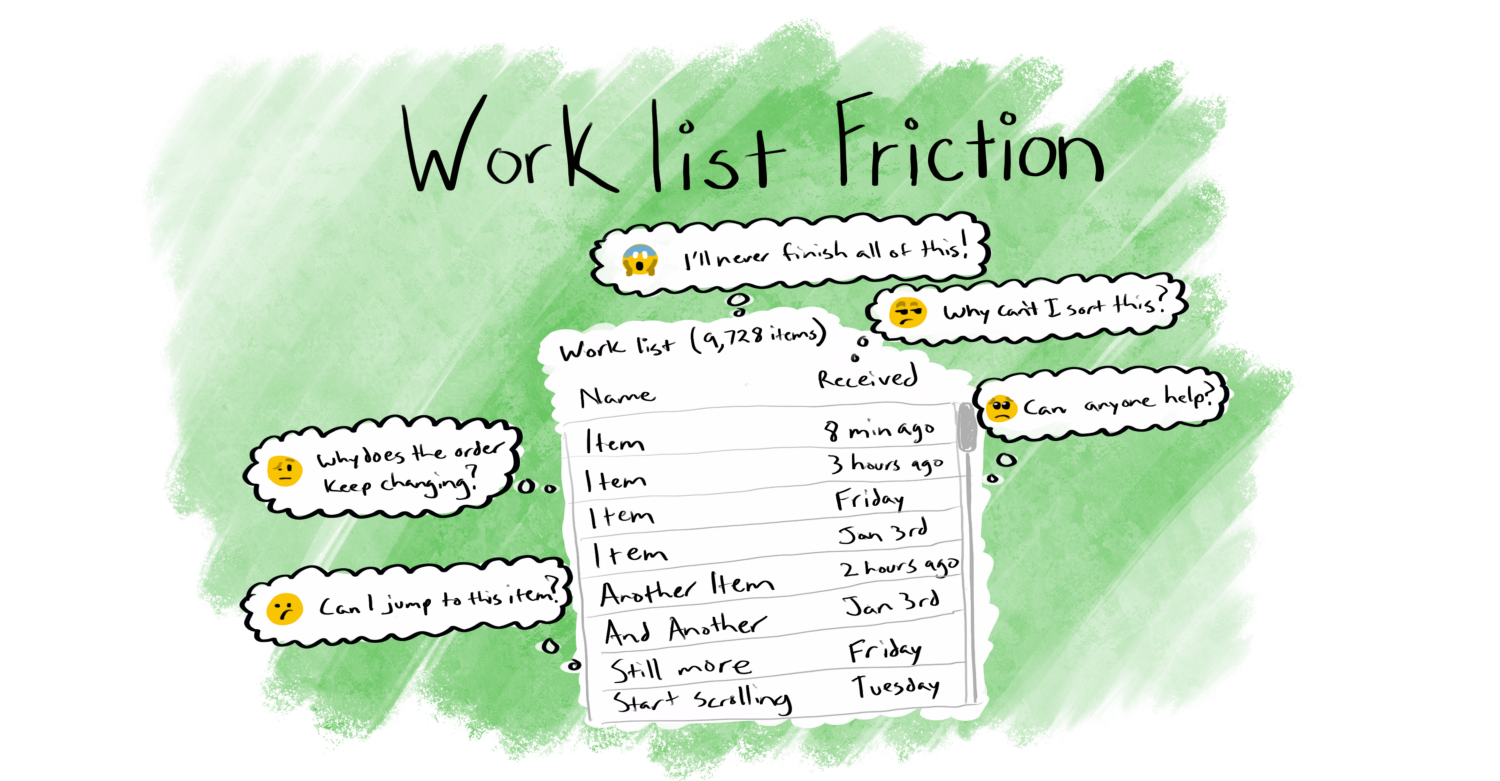 Work list Friction
I'll never finish all of this!
Why can't I sort this?
Can anyone help?
Why does the order
keep changing?
Can I jump to this item?
Work list (9,728 items)
Name Received
Item 8 min ago
Item 3 hours ago
Item Friday
Item Jan 3rd
Another Item 2 hours ago
And Another Jan 3rd
Still more Friday
Start scrolling Tuesday